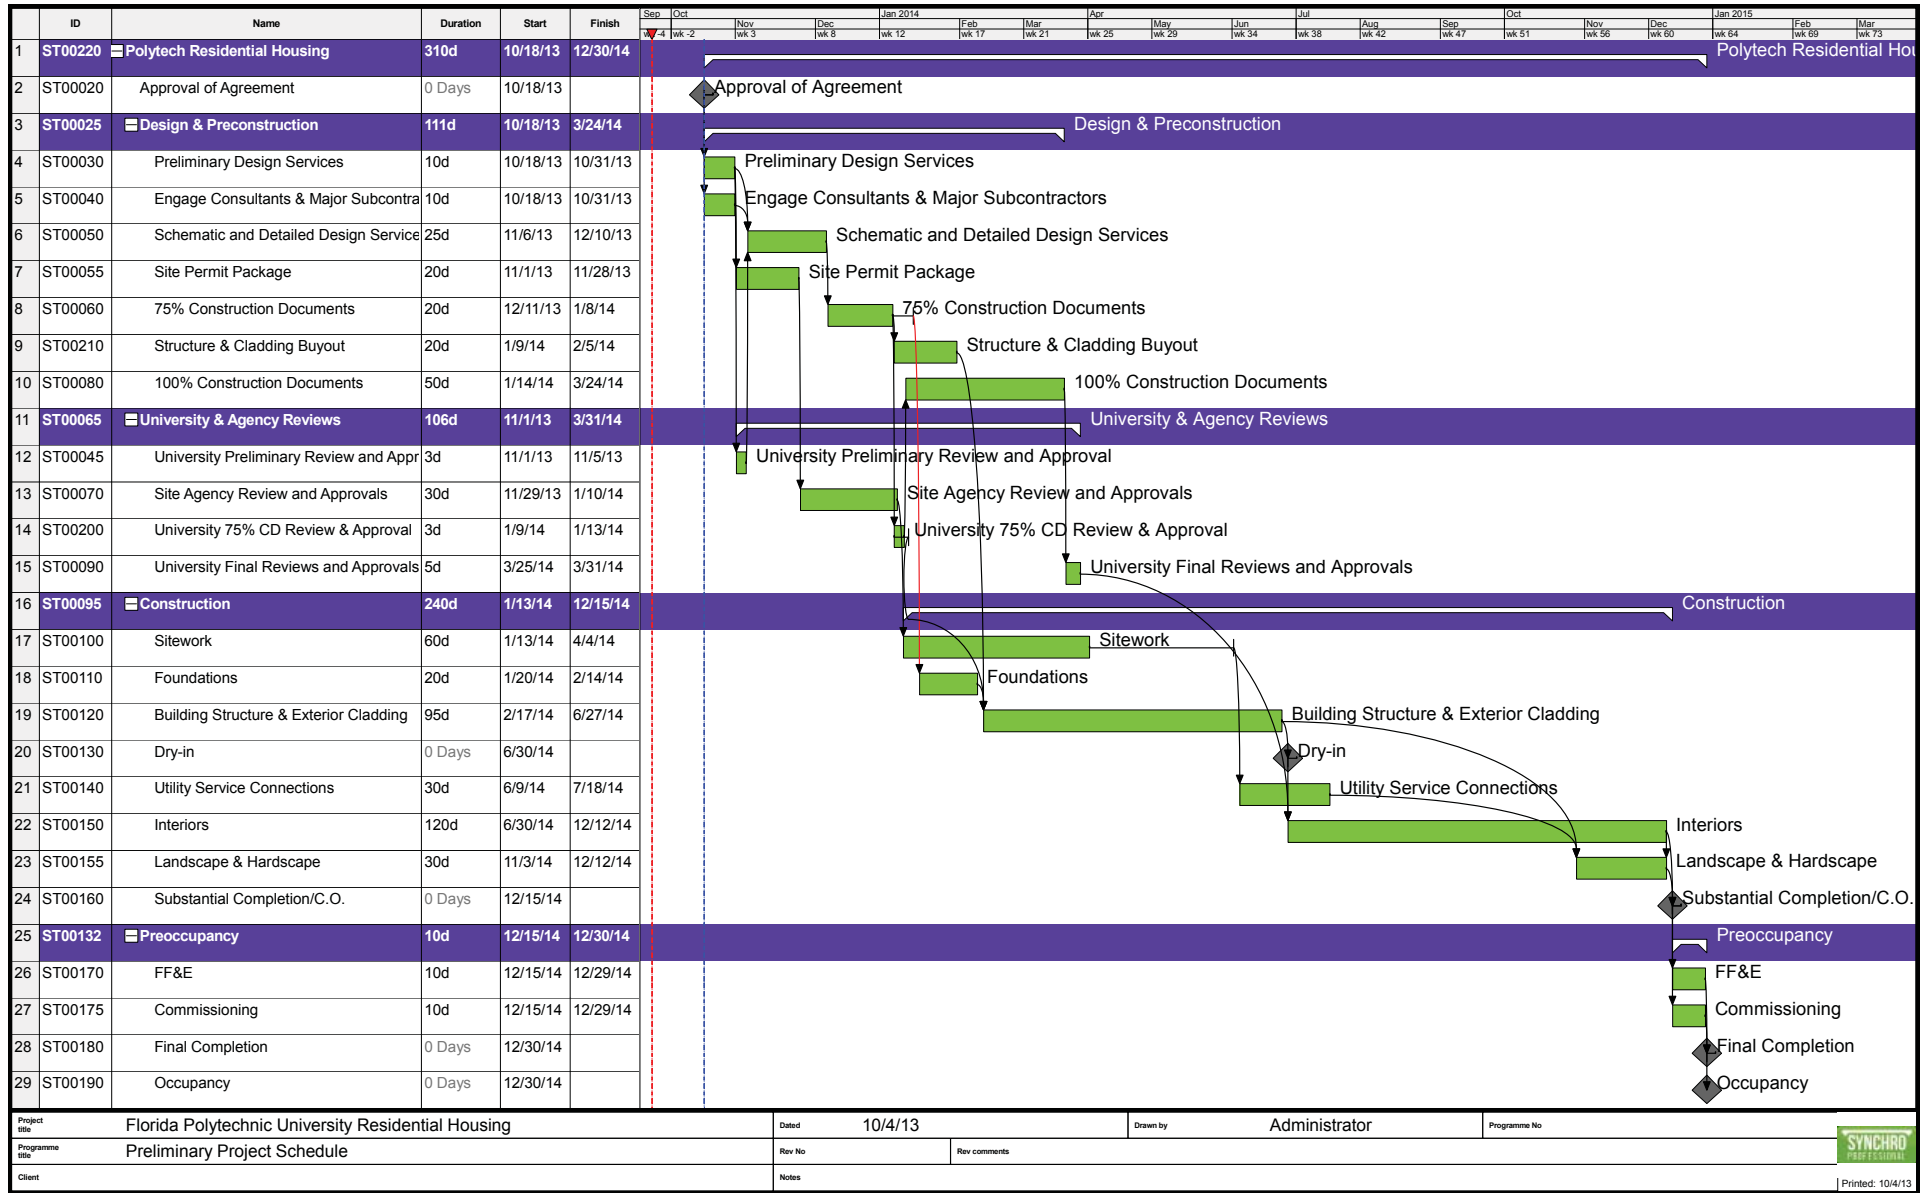 ID Name Duration Start Finish Sep Oct Jan 2014 Apr Jul Oct Jan 2015
Nov Dec Feb Mar May Jun Aug Sep Nov Dec Feb Mar
-4 wk -2 wk 3 wk 8 wk 12 wk 17 wk 21 wk 25 wk 29 wk 34 wk 38 wk 42 wk 47 wk 51 wk 56 wk 60 wk 64 wk 69 wk 73
1 ST00220 Polytech Residential Housing 310d 10/18/13 12/30/14 Polytech Residential Hou
2 ST00020 Approval of Agreement 0 Days 10/18/13 Approval of Agreement
3 ST00025 Design & Preconstruction 111d 10/18/13 3/24/14 Design & Preconstruction
4 ST00030 Preliminary Design Services 10d 10/18/13 10/31/13 Preliminary Design Services
5 ST00040 Engage Consultants & Major Subcontra 10d 10/18/13 10/31/13 Engage Consultants & Major Subcontractors
6 ST00050 Schematic and Detailed Design Service 25d 11/6/13 12/10/13 Schematic and Detailed Design Services
7 ST00055 Site Permit Package 20d 11/1/13 11/28/13 Site Permit Package
8 ST00060 75% Construction Documents 20d 12/11/13 1/8/14 75% Construction Documents
9 ST00210 Structure & Cladding Buyout 20d 1/9/14 2/5/14 Structure & Cladding Buyout
10 ST00080 100% Construction Documents 50d 1/14/14 3/24/14 100% Construction Documents
11 ST00065 University & Agency Reviews 106d 11/1/13 3/31/14 University & Agency Reviews
12 ST00045 University Preliminary Review and Appr 3d 11/1/13 11/5/13 University Preliminary Review and Approval
13 ST00070 Site Agency Review and Approvals 30d 11/29/13 1/10/14 Site Agency Review and Approvals
14 ST00200 University 75% CD Review & Approval 3d 1/9/14 1/13/14 University 75% CD Review & Approval
15 ST00090 University Final Reviews and Approvals 5d 3/25/14 3/31/14 University Final Reviews and Approvals
16 ST00095 Construction 240d 1/13/14 12/15/14 Construction
17 ST00100 Sitework 60d 1/13/14 4/4/14 Sitework
18 ST00110 Foundations 20d 1/20/14 2/14/14 Foundations
19 ST00120 Building Structure & Exterior Cladding 95d 2/17/14 6/27/14 Building Structure & Exterior Cladding
20 ST00130 Dry-in 0 Days 6/30/14 Dry-in
21 ST00140 Utility Service Connections 30d 6/9/14 7/18/14 Utility Service Connections
22 ST00150 Interiors 120d 6/30/14 12/12/14 Interiors
23 ST00155 Landscape & Hardscape 30d 11/3/14 12/12/14 Landscape & Hardscape
24 ST00160 Substantial Completion/C.O. 0 Days 12/15/14 Substantial Completion/C.O.
25 ST00132 Preoccupancy 10d 12/15/14 12/30/14 Preoccupancy
26 ST00170 FF&E 10d 12/15/14 12/29/14 FF&E
27 ST00175 Commissioning 10d 12/15/14 12/29/14 Commissioning
28 ST00180 Final Completion 0 Days 12/30/14 Final Completion
29 ST00190 Occupancy 0 Days 12/30/14 Occupancy
Project title Florida Polytechnic University Residential Housing Dated 10/4/13 Drawn by Administrator Programme No
Programme title Preliminary Project Schedule Rev No Rev comments
SYNCHRO
PROFESSIONAL
Client Notes Printed: 10/4/13